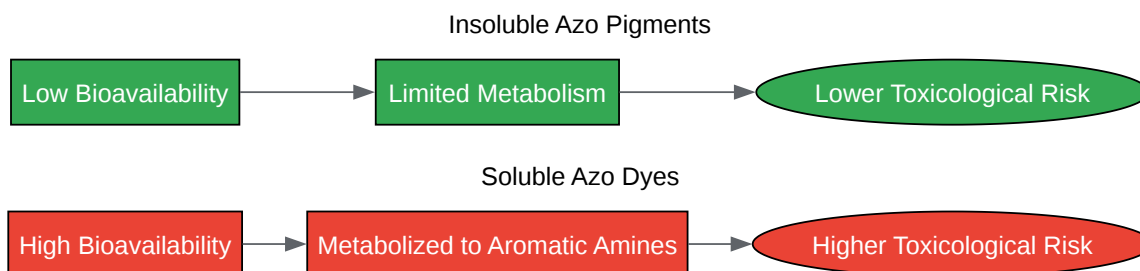 Insoluble Azo Pigments
Low Bioavailability
Limited Metabolism
Lower Toxicological Risk
Soluble Azo Dyes
High Bioavailability
Metabolized to Aromatic Amines
Higher Toxicological Risk